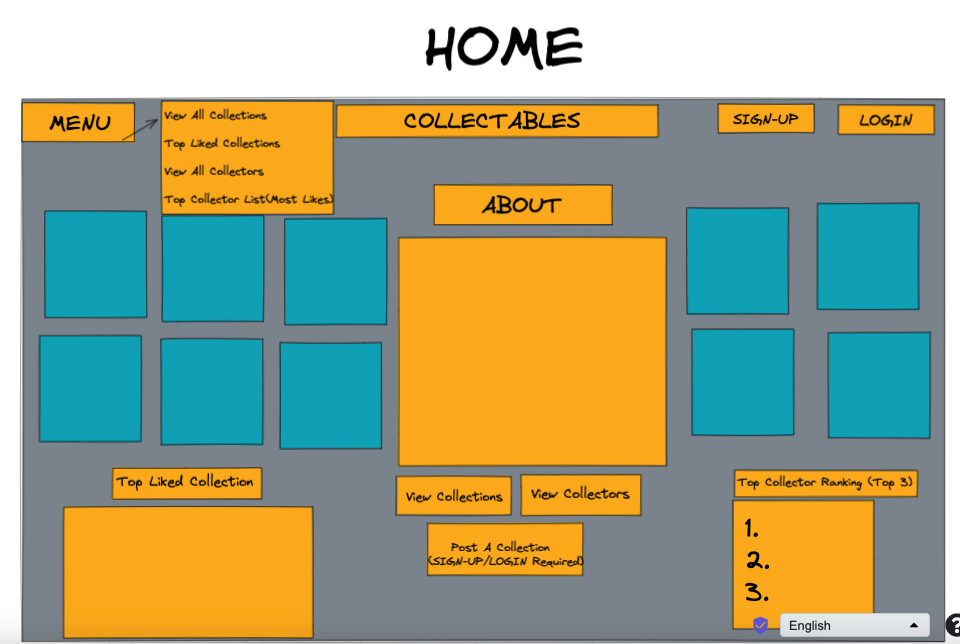 HOME
MENU
View All Collections
Top Liked Collections
View All Collectors
Top Collector List(Most Likes)
COLLECTABLES
SIGN-UP
LOGIN
ABOUT
Top Liked Collection
View Collections
View Collectors
Post A Collection
(SIGN-UP/LOGIN Required)
Top Collector Ranking (Top 3)
1.
2.
3.
English
?